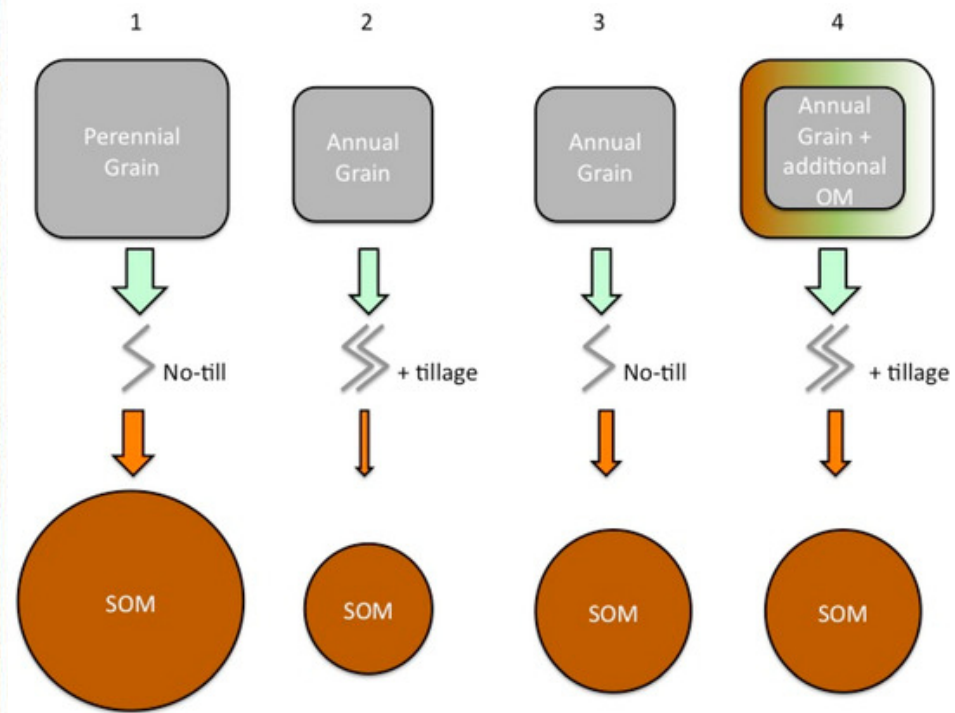 1
2
3
4
Perennial
Grain
Annual
Grain
Annual
Grain
Annual
Grain +
additional
OM
No-till
+ tillage
No-till
+ tillage
SOM
SOM
SOM
SOM